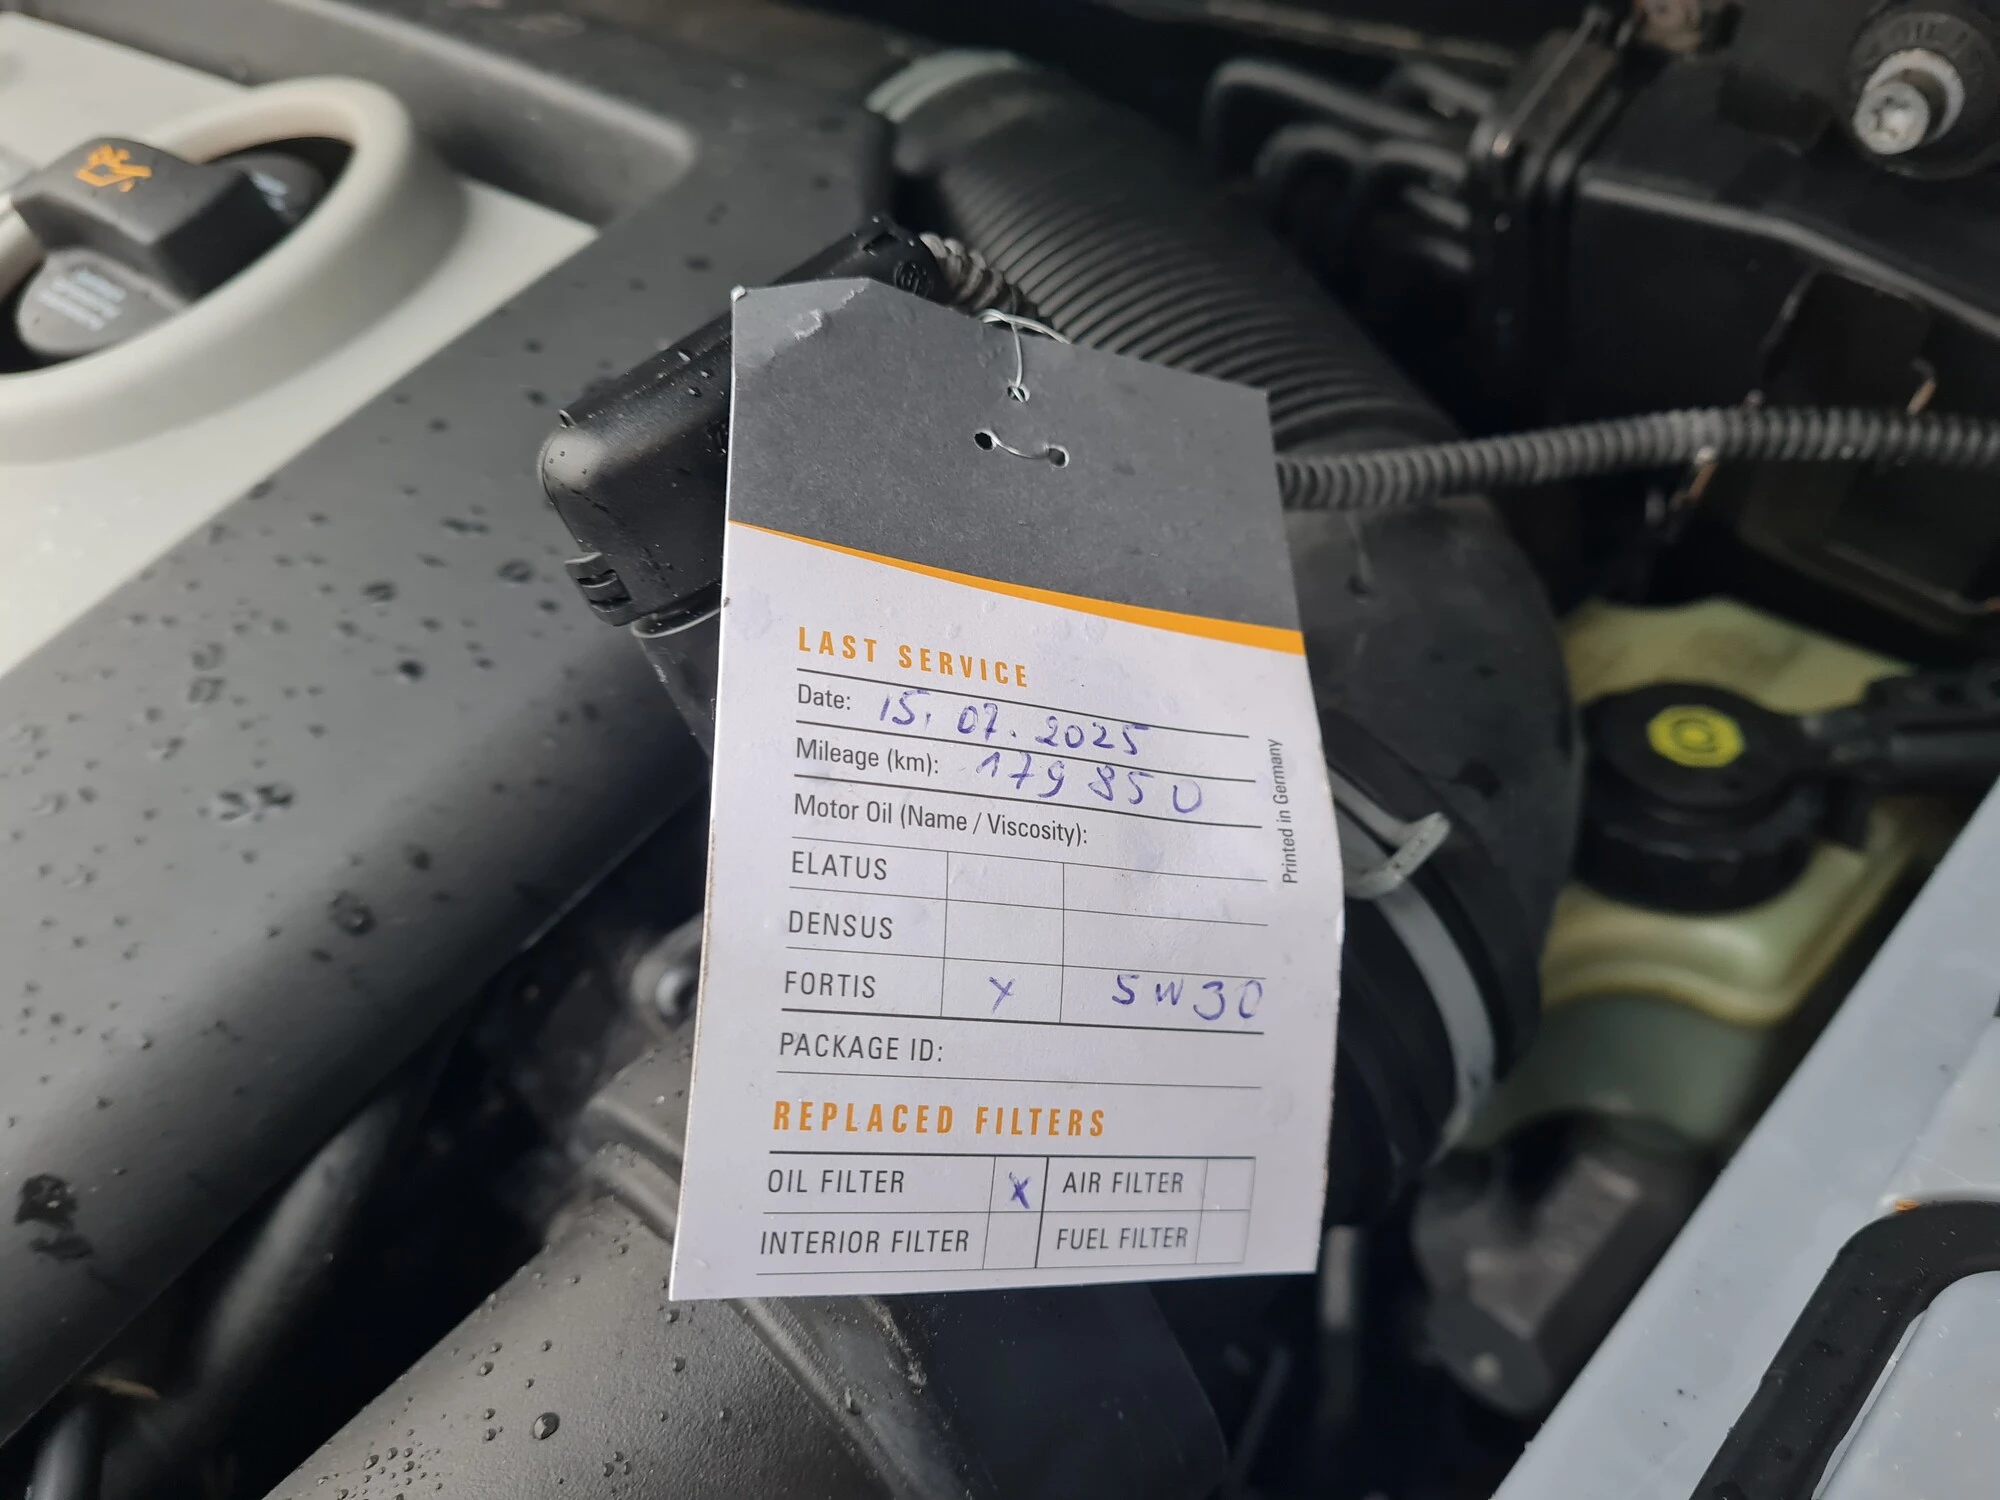 LAST SERVICE
Date: 15.07.2025
Mileage (km): 179850
Motor Oil (Name / Viscosity):
ELATUS
DENSUS
FORTIS x 5W30
PACKAGE ID:
REPLACED FILTERS
OIL FILTER x AIR FILTER
INTERIOR FILTER FUEL FILTER
Printed in Germany